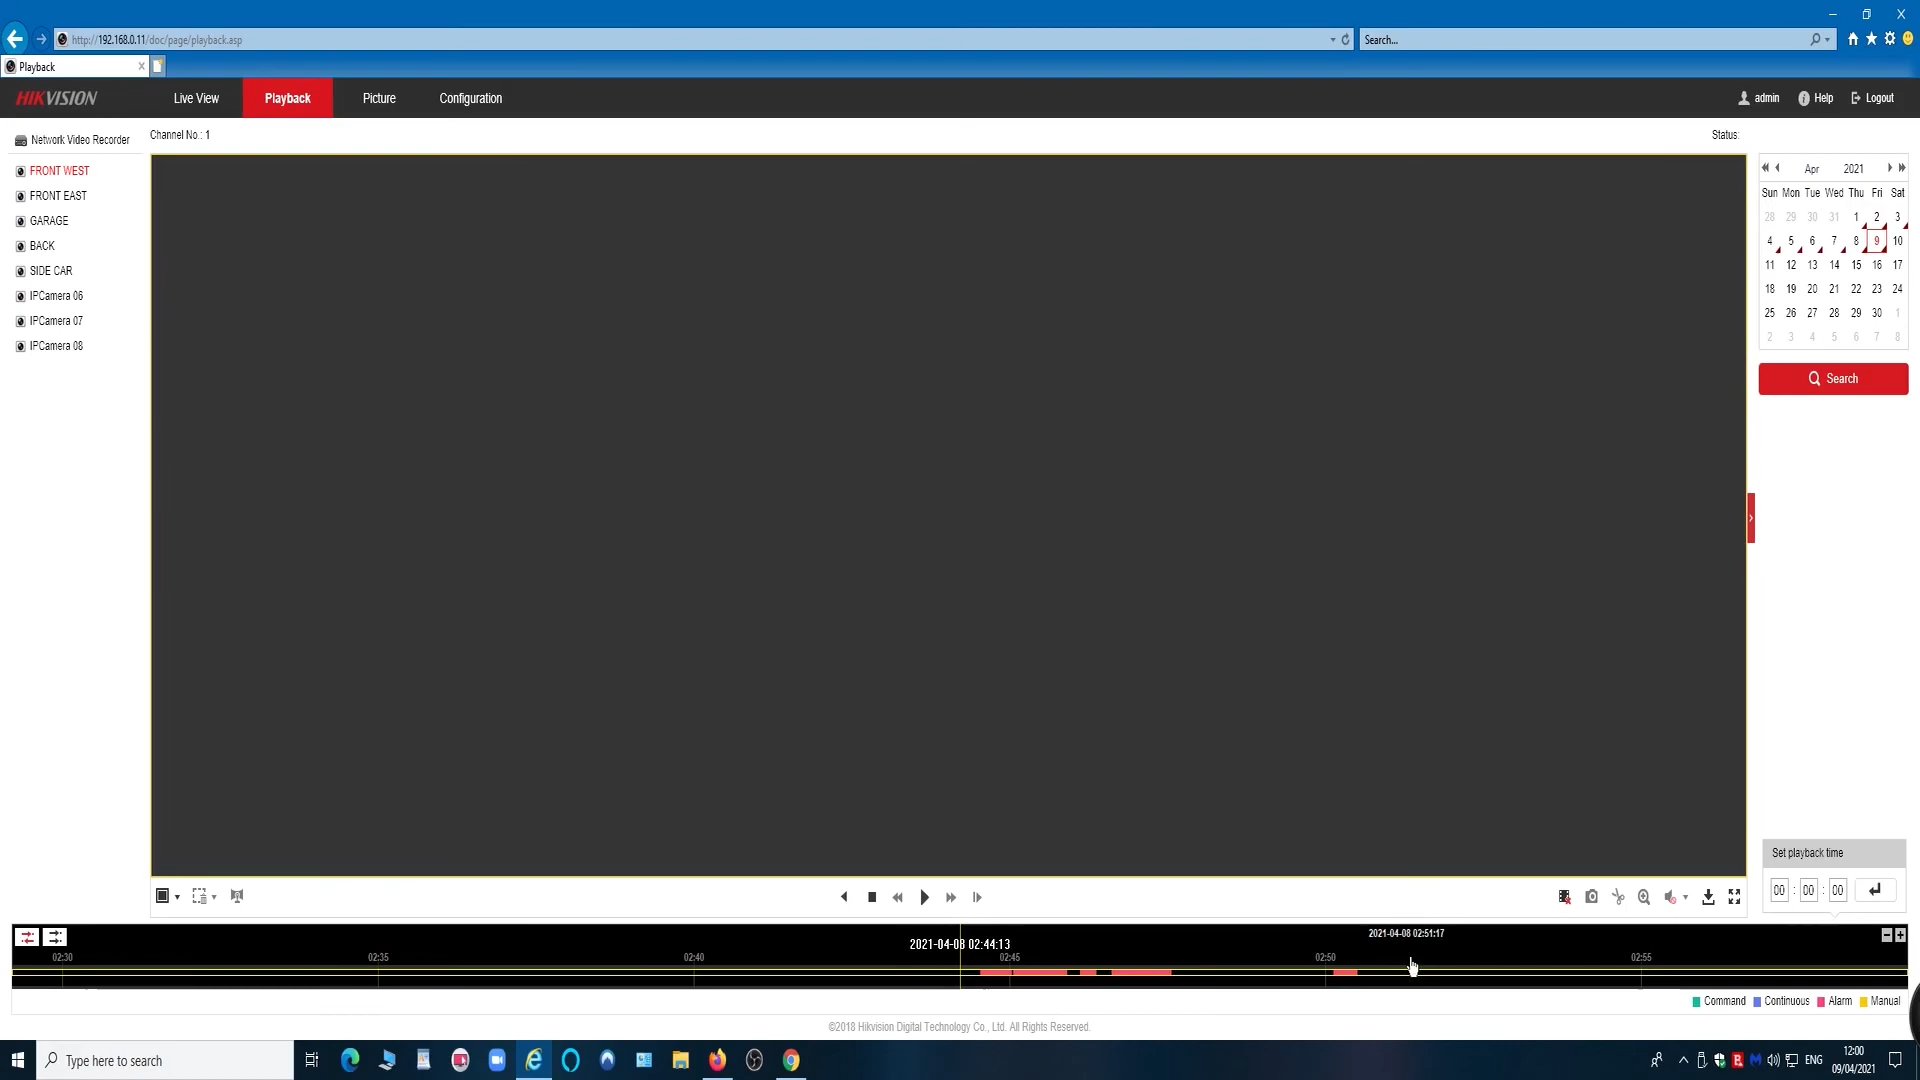 http://192.168.0.11/doc/page/playback.asp
Search...
Playback
HIKVISION
Live View
Playback
Picture
Configuration
admin
Help
Logout
Network Video Recorder
Channel No.: 1
Status:
FRONT WEST
FRONT EAST
GARAGE
BACK
SIDE CAR
IPCamera 06
IPCamera 07
IPCamera 08
Apr 2021
Sun Mon Tue Wed Thu Fri Sat
28 29 30 31 1 2 3
4 5 6 7 8 9 10
11 12 13 14 15 16 17
18 19 20 21 22 23 24
25 26 27 28 29 30 1
2 3 4 5 6 7 8
Search
Set playback time
00 : 00 : 00
2021-04-08 02:51:17
2021-04-08 02:44:13
02:30 02:35 02:40 02:45 02:50 02:55
Command Continuous Alarm Manual
©2018 Hikvision Digital Technology Co., Ltd. All Rights Reserved.
Type here to search
ENG
12:00
09/04/2021